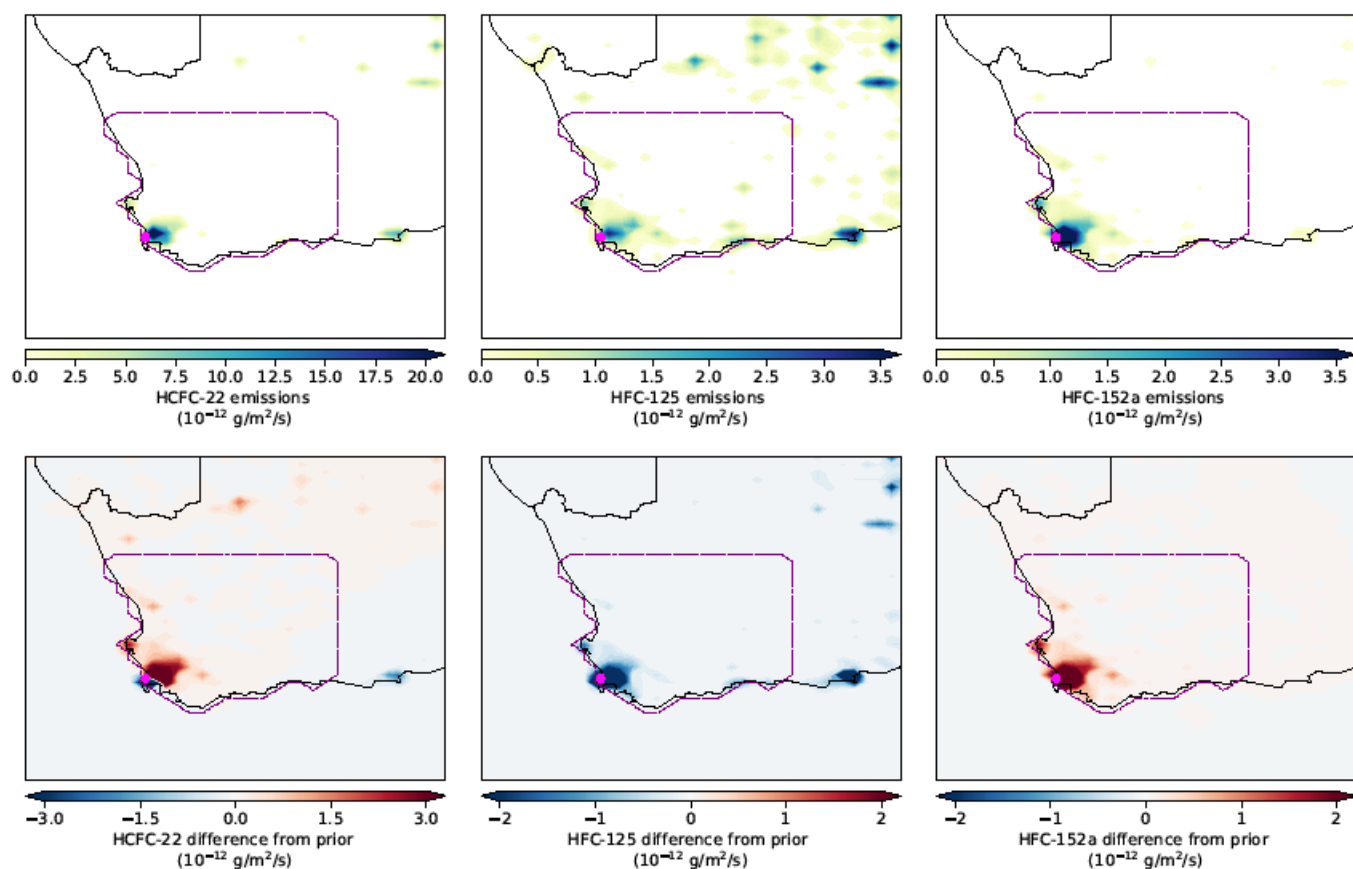 0.0 2.5 5.0 7.5 10.0 12.5 15.0 17.5 20.0
HCFC-22 emissions
(10⁻¹² g/m²/s)
0.0 0.5 1.0 1.5 2.0 2.5 3.0 3.5
HFC-125 emissions
(10⁻¹² g/m²/s)
0.0 0.5 1.0 1.5 2.0 2.5 3.0 3.5
HFC-152a emissions
(10⁻¹² g/m²/s)
−3.0 −1.5 0.0 1.5 3.0
HCFC-22 difference from prior
(10⁻¹² g/m²/s)
−2 −1 0 1 2
HFC-125 difference from prior
(10⁻¹² g/m²/s)
−2 −1 0 1 2
HFC-152a difference from prior
(10⁻¹² g/m²/s)